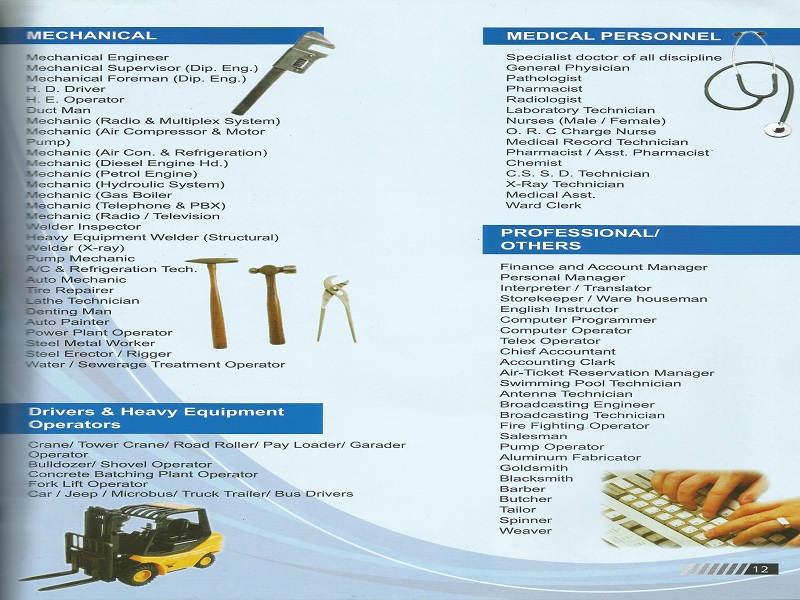 MECHANICAL
Mechanical Engineer
Mechanical Supervisor (Dip. Eng.)
Mechanical Foreman (Dip. Eng.)
H. D. Driver
H. E. Operator
Duct Man
Mechanic (Radio & Multiplex System)
Mechanic (Air Compressor & Motor
Pump)
Mechanic (Air Con. & Refrigeration)
Mechanic (Diesel Engine Hd.)
Mechanic (Petrol Engine)
Mechanic (Hydroulic System)
Mechanic (Gas Boiler
Mechanic (Telephone & PBX)
Mechanic (Radio / Television
Welder Inspector
Heavy Equipment Welder (Structural)
Welder (X-ray)
Pump Mechanic
A/C & Refrigeration Tech.
Auto Mechanic
Tire Repairer
Lathe Technician
Denting Man
Auto Painter
Power Plant Operator
Steel Metal Worker
Steel Erector / Rigger
Water / Sewerage Treatment Operator
Drivers & Heavy Equipment
Operators
Crane/ Tower Crane/ Road Roller/ Pay Loader/ Garader
Operator
Bulldozer/ Shovel Operator
Concrete Batching Plant Operator
Fork Lift Operator
Car / Jeep / Microbus/ Truck Trailer/ Bus Drivers
MEDICAL PERSONNEL
Specialist doctor of all discipline
General Physician
Pathologist
Pharmacist
Radiologist
Laboratory Technician
Nurses (Male / Female)
O. R. C Charge Nurse
Medical Record Technician
Pharmacist / Asst. Pharmacist
Chemist
C.S. S. D. Technician
X-Ray Technician
Medical Asst.
Ward Clerk
PROFESSIONAL/
OTHERS
Finance and Account Manager
Personal Manager
Interpreter / Translator
Storekeeper / Ware houseman
English Instructor
Computer Programmer
Computer Operator
Telex Operator
Chief Accountant
Accounting Clark
Air-Ticket Reservation Manager
Swimming Pool Technician
Antenna Technician
Broadcasting Engineer
Broadcasting Technician
Fire Fighting Operator
Salesman
Pump Operator
Aluminum Fabricator
Goldsmith
Blacksmith
Barber
Butcher
Tailor
Spinner
Weaver
12